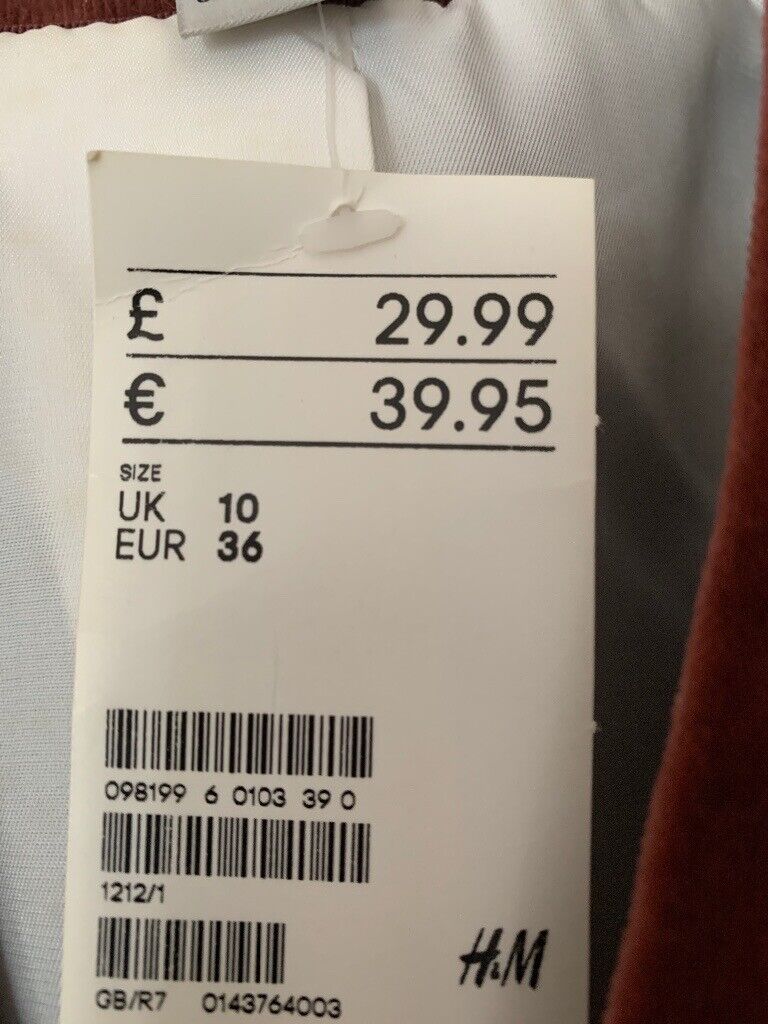 £ 29.99
€ 39.95
SIZE
UK 10
EUR 36
098199 6 0103 39 0
1212/1
GB/R7 0143764003
H&M